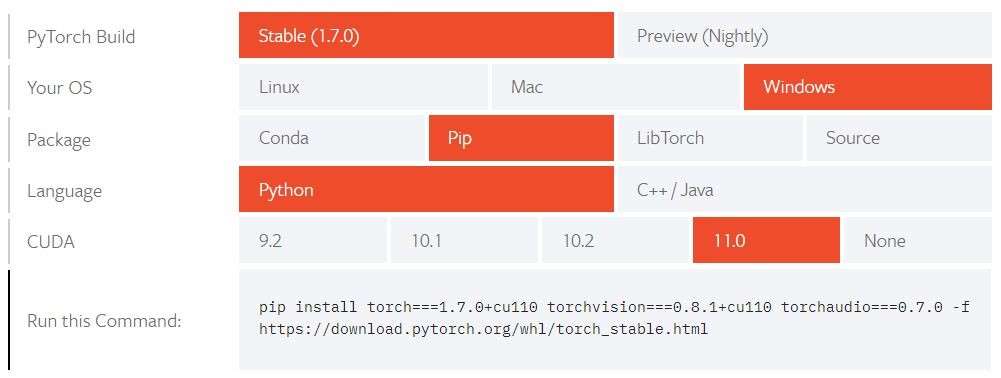 PyTorch Build Stable (1.7.0) Preview (Nightly)
Your OS Linux Mac Windows
Package Conda Pip LibTorch Source
Language Python C++ / Java
CUDA 9.2 10.1 10.2 11.0 None
Run this Command: pip install torch===1.7.0+cu110 torchvision===0.8.1+cu110 torchaudio===0.7.0 -f
https://download.pytorch.org/whl/torch_stable.html